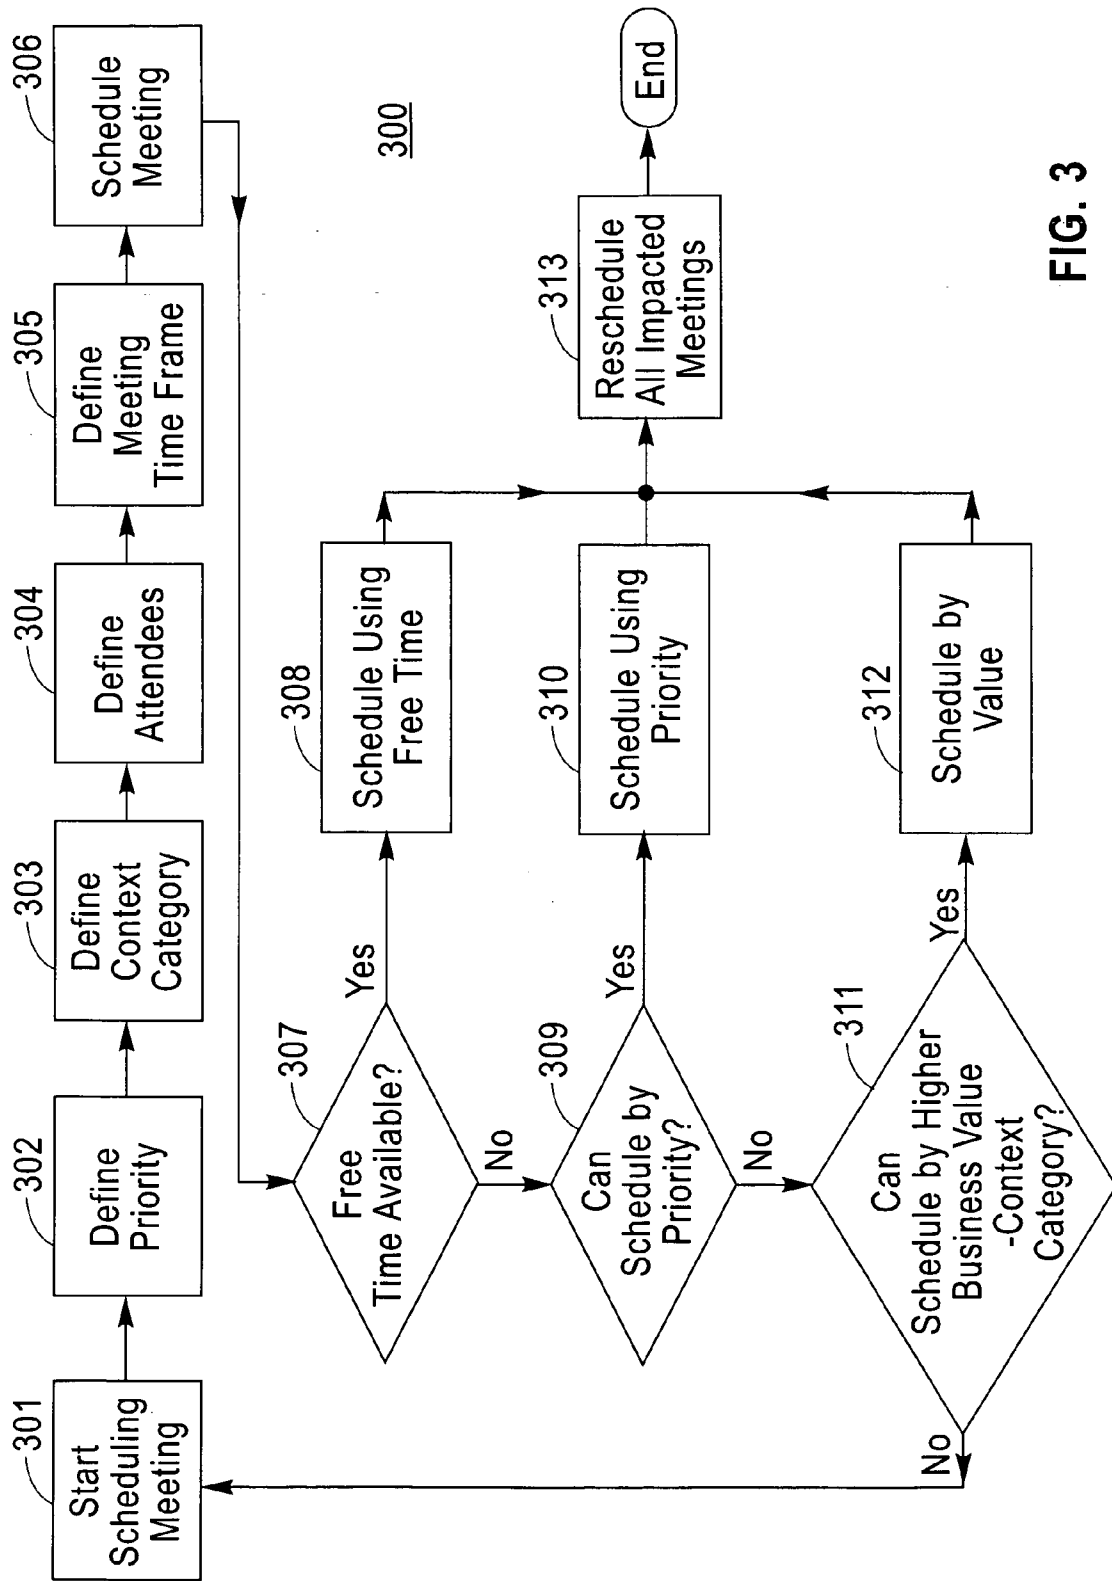 301
Start
Scheduling
Meeting
302
Define
Priority
303
Define
Context
Category
304
Define
Attendees
305
Define
Meeting
Time Frame
306
Schedule
Meeting
307
Free
Time Available?
Yes
No
308
Schedule Using
Free Time
300
309
Can
Schedule by
Priority?
Yes
No
310
Schedule Using
Priority
313
Reschedule
All Impacted
Meetings
End
311
Can
Schedule by Higher
Business Value
-Context
Category?
Yes
No
312
Schedule by
Value
FIG. 3